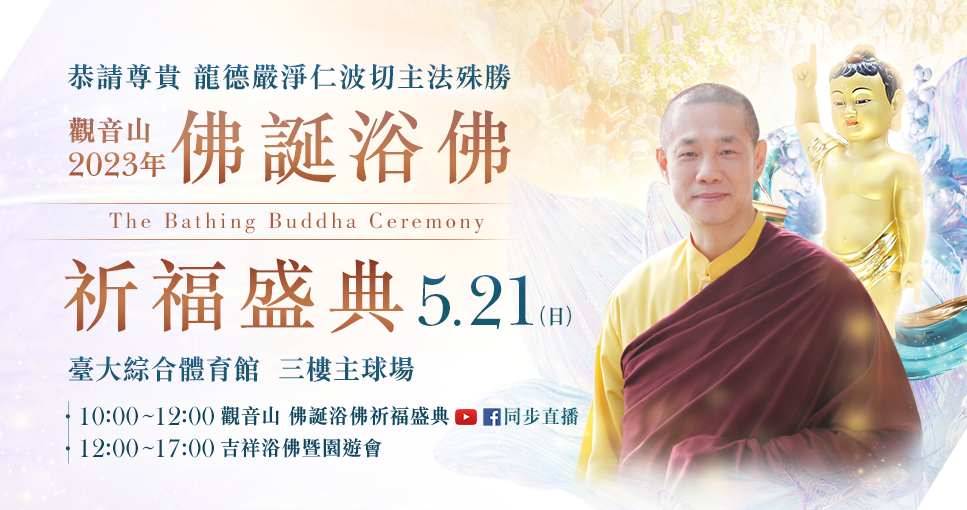 恭請尊貴 龍德嚴淨仁波切主法殊勝
觀音山
2023年
佛誕浴佛
The Bathing Buddha Ceremony
祈福盛典 5.21(日)
臺大綜合體育館 三樓主球場
10:00~12:00 觀音山 佛誕浴佛祈福盛典 同步直播
12:00~17:00 吉祥浴佛暨園遊會